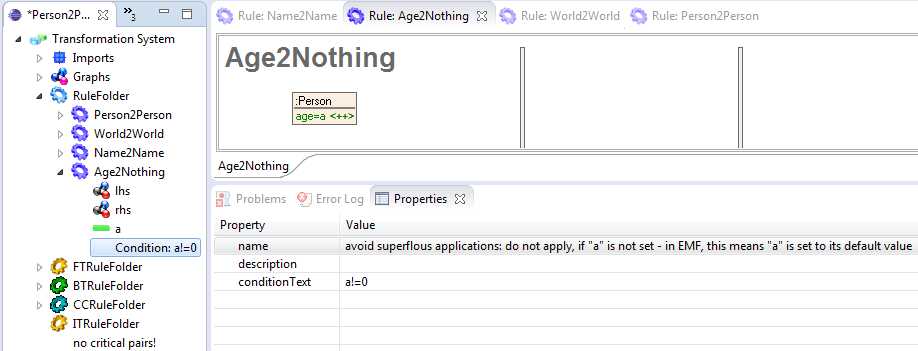 *Person2P...
»3
Transformation System
Imports
Graphs
RuleFolder
Person2Person
World2World
Name2Name
Age2Nothing
lhs
rhs
a
Condition: a!=0
FTRuleFolder
BTRuleFolder
CCRuleFolder
ITRuleFolder
no critical pairs!
Rule: Name2Name
Rule: Age2Nothing
Rule: World2World
Rule: Person2Person
Age2Nothing
:Person
age=a <++>
Age2Nothing
Problems
Error Log
Properties
Property Value
name avoid superflous applications: do not apply, if "a" is not set - in EMF, this means "a" is set to its default value
description
conditionText a!=0